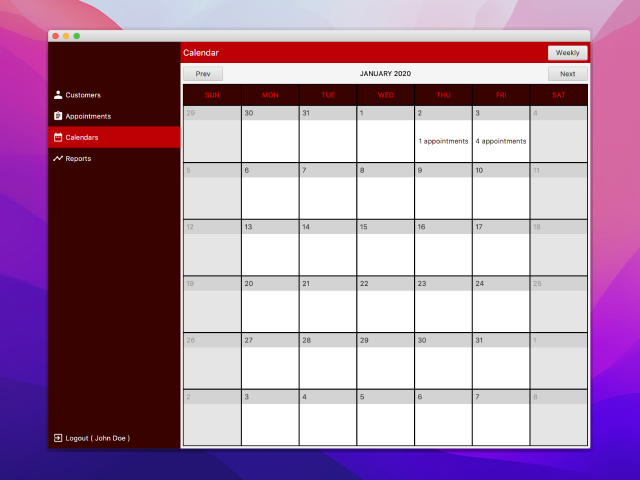 Calendar
Weekly
Customers
Appointments
Calendars
Reports
Logout ( John Doe )
Prev
JANUARY 2020
Next
SUN MON TUE WED THU FRI SAT
29 30 31 1 2 3 4
1 appointments 4 appointments
5 6 7 8 9 10 11
12 13 14 15 16 17 18
19 20 21 22 23 24 25
26 27 28 29 30 31 1
2 3 4 5 6 7 8